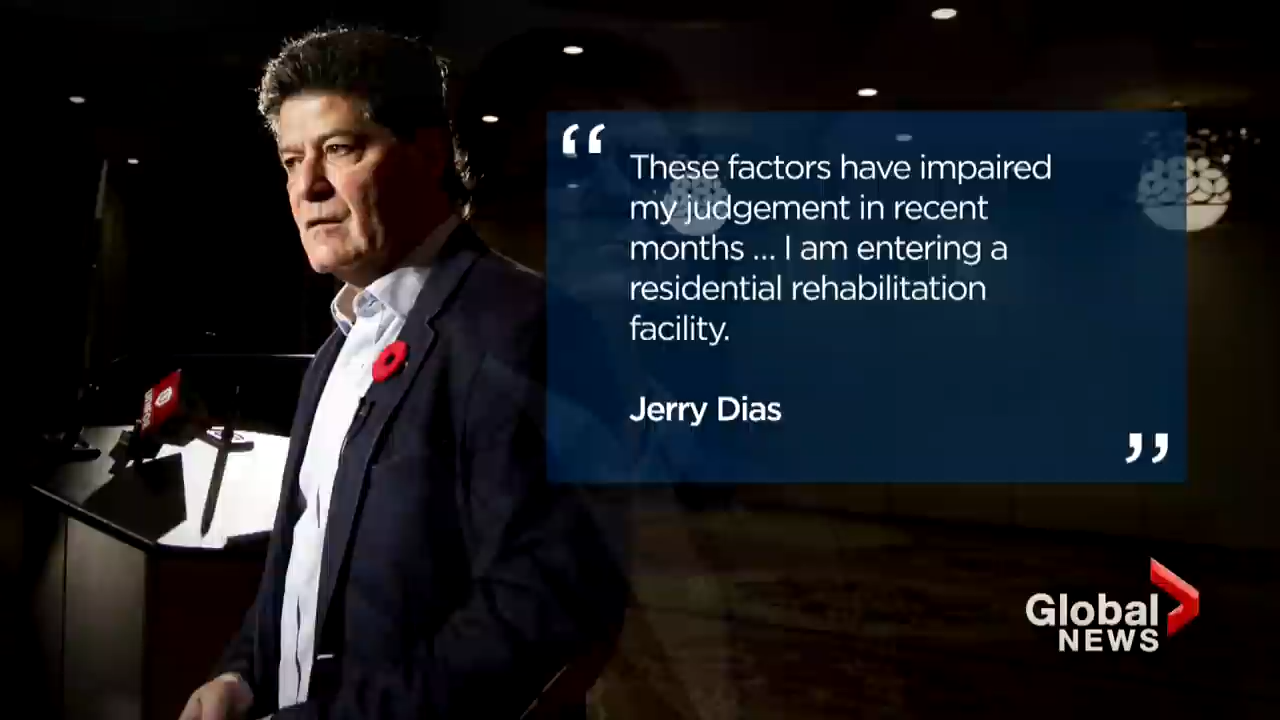 “
These factors have impaired
my judgement in recent
months ... I am entering a
residential rehabilitation
facility.
Jerry Dias
”
Global
NEWS